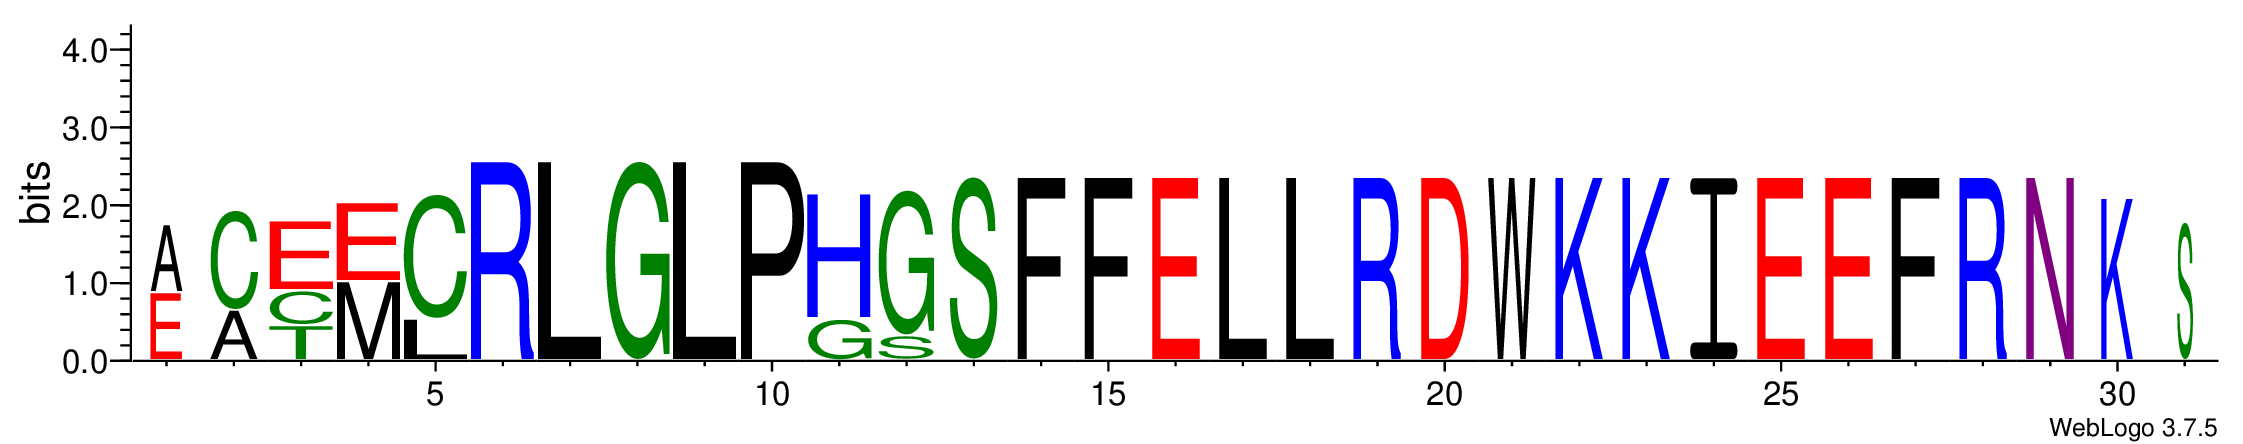 4.0
3.0
2.0
1.0
0.0
bits
A C E E C R L G L P H G S F F E L L R D W K K I E E F R N K S
E A C M L G S
T
5 10 15 20 25 30
WebLogo 3.7.5